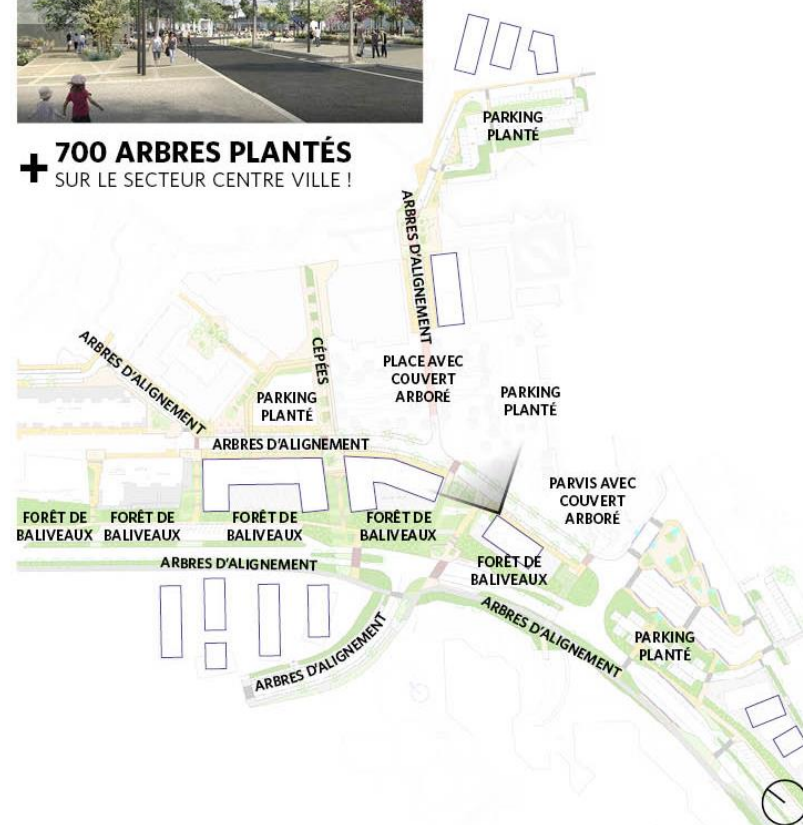 + 700 ARBRES PLANTÉS
SUR LE SECTEUR CENTRE VILLE !
PARKING
PLANTÉ
ARBRES D'ALIGNEMENT
ARBRES D'ALIGNEMENT
CÉPÉES
PLACE AVEC
COUVERT
ARBORÉ
PARKING
PLANTÉ
PARKING
PLANTÉ
ARBRES D'ALIGNEMENT
PARVIS AVEC
COUVERT
ARBORÉ
FORÊT DE
BALIVEAUX
FORÊT DE
BALIVEAUX
FORÊT DE
BALIVEAUX
FORÊT DE
BALIVEAUX
FORÊT DE
BALIVEAUX
ARBRES D'ALIGNEMENT
ARBRES D'ALIGNEMENT
ARBRES D'ALIGNEMENT
PARKING
PLANTÉ